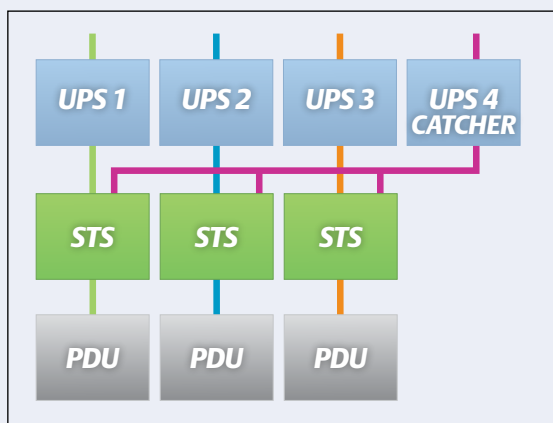 UPS 1
UPS 2
UPS 3
UPS 4
CATCHER
STS
STS
STS
PDU
PDU
PDU